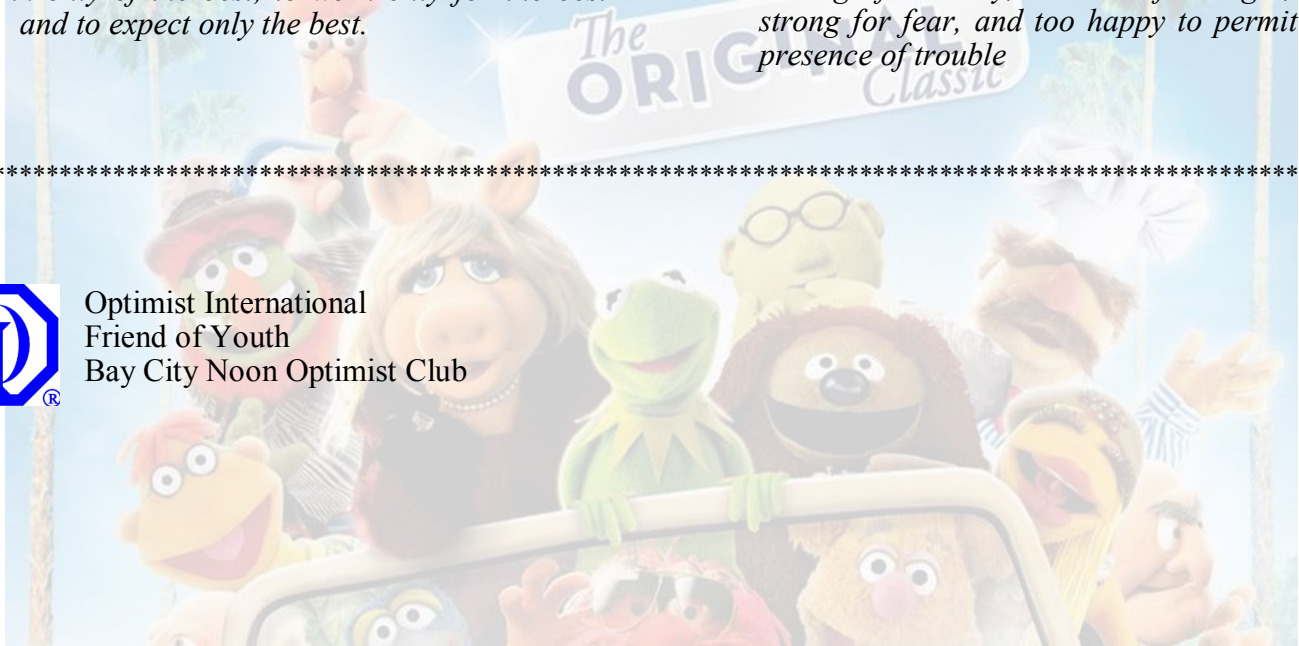 and to expect only the best.
strong for fear, and too happy to permit
presence of trouble
The
ORIGINAL
Classic
************************************************************************************************
Optimist International
Friend of Youth
Bay City Noon Optimist Club
®